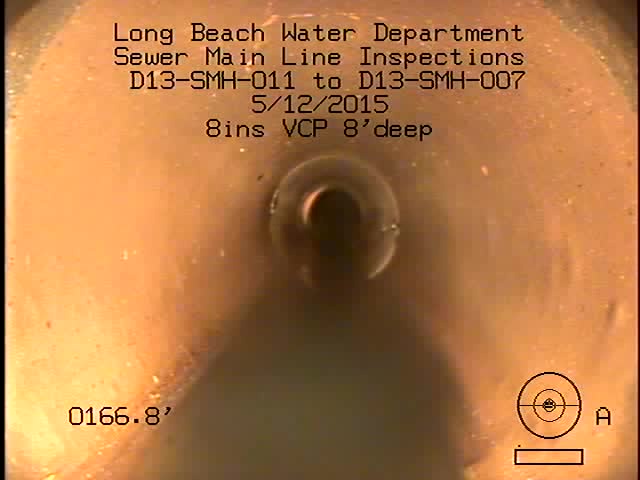 Long Beach Water Department
Sewer Main Line Inspections
D13-SMH-011 to D13-SMH-007
5/12/2015
8ins VCP 8'deep
0166.8'
A